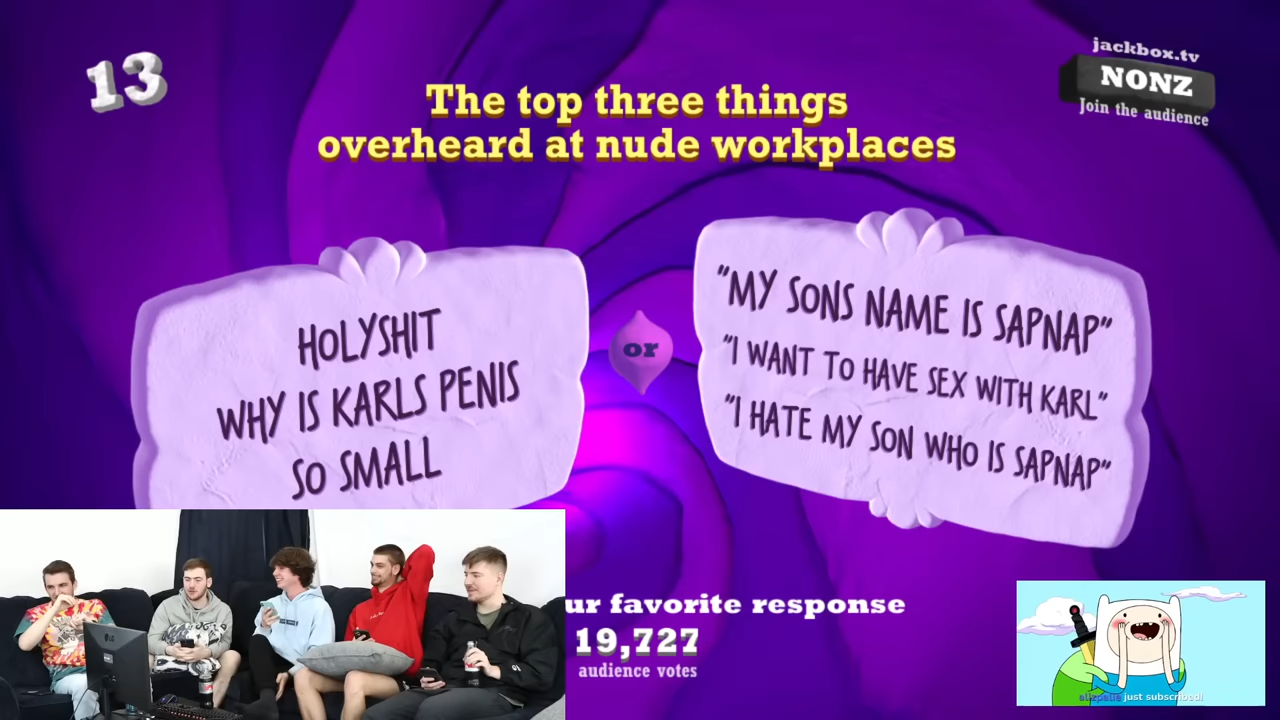 13
jackbox.tv
NONZ
Join the audience
The top three things
overheard at nude workplaces
HOLYSHIT
WHY IS KARLS PENIS
SO SMALL
or
"MY SONS NAME IS SAPNAP"
"I WANT TO HAVE SEX WITH KARL"
"I HATE MY SON WHO IS SAPNAP"
ur favorite response
19,727
audience votes
LG
just subscribed!